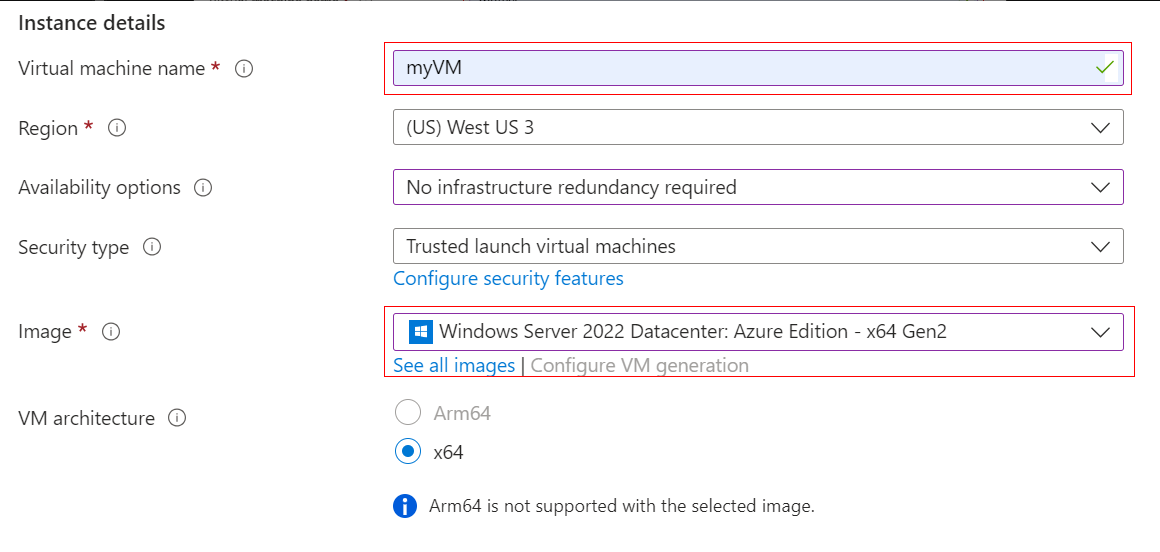 Instance details
Virtual machine name *
myVM
Region *
(US) West US 3
Availability options
No infrastructure redundancy required
Security type
Trusted launch virtual machines
Configure security features
Image *
Windows Server 2022 Datacenter: Azure Edition - x64 Gen2
See all images | Configure VM generation
VM architecture
Arm64
x64
Arm64 is not supported with the selected image.